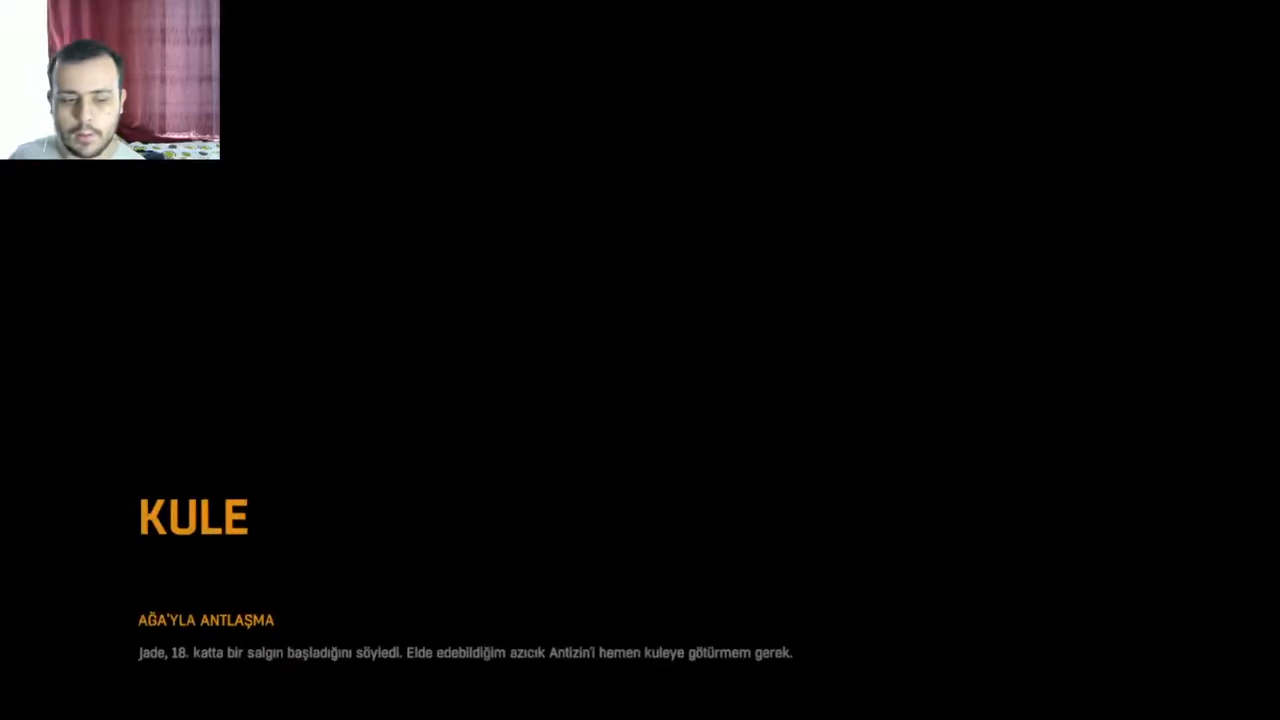 KULE
AĞA'YLA ANTLAŞMA
Jade, 18. katta bir salgın başladığını söyledi. Elde edebildiğim azıcık Antizin'i hemen kuleye götürmem gerek.